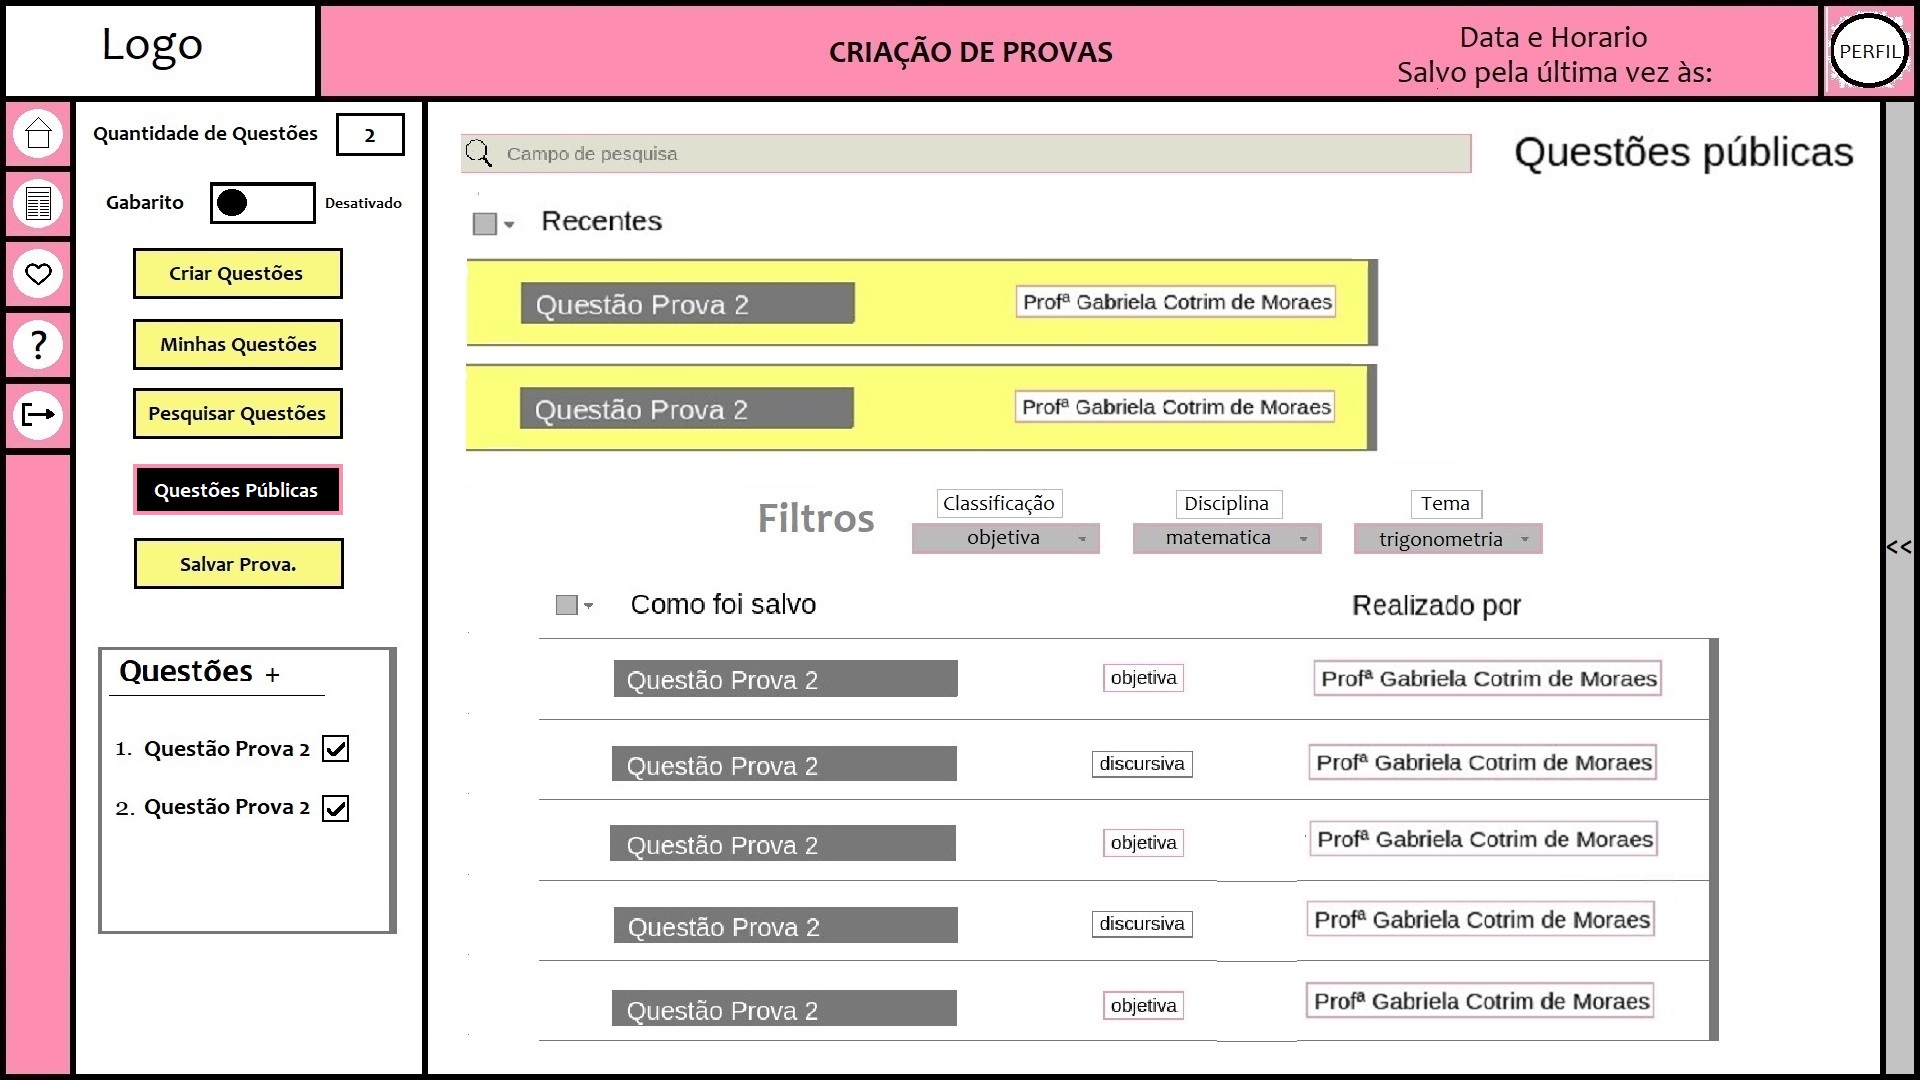 Logo
CRIAÇÃO DE PROVAS
Data e Horario
Salvo pela última vez às:
PERFIL
Quantidade de Questões 2
Gabarito Desativado
Criar Questões
Minhas Questões
Pesquisar Questões
Questões Públicas
Salvar Prova.
Questões +
1. Questão Prova 2
2. Questão Prova 2
?
Campo de pesquisa
Questões públicas
Recentes
Questão Prova 2 Profª Gabriela Cotrim de Moraes
Questão Prova 2 Profª Gabriela Cotrim de Moraes
Filtros
Classificação Disciplina Tema
objetiva matematica trigonometria
Como foi salvo Realizado por
Questão Prova 2 objetiva Profª Gabriela Cotrim de Moraes
Questão Prova 2 discursiva Profª Gabriela Cotrim de Moraes
Questão Prova 2 objetiva Profª Gabriela Cotrim de Moraes
Questão Prova 2 discursiva Profª Gabriela Cotrim de Moraes
Questão Prova 2 objetiva Profª Gabriela Cotrim de Moraes
<<